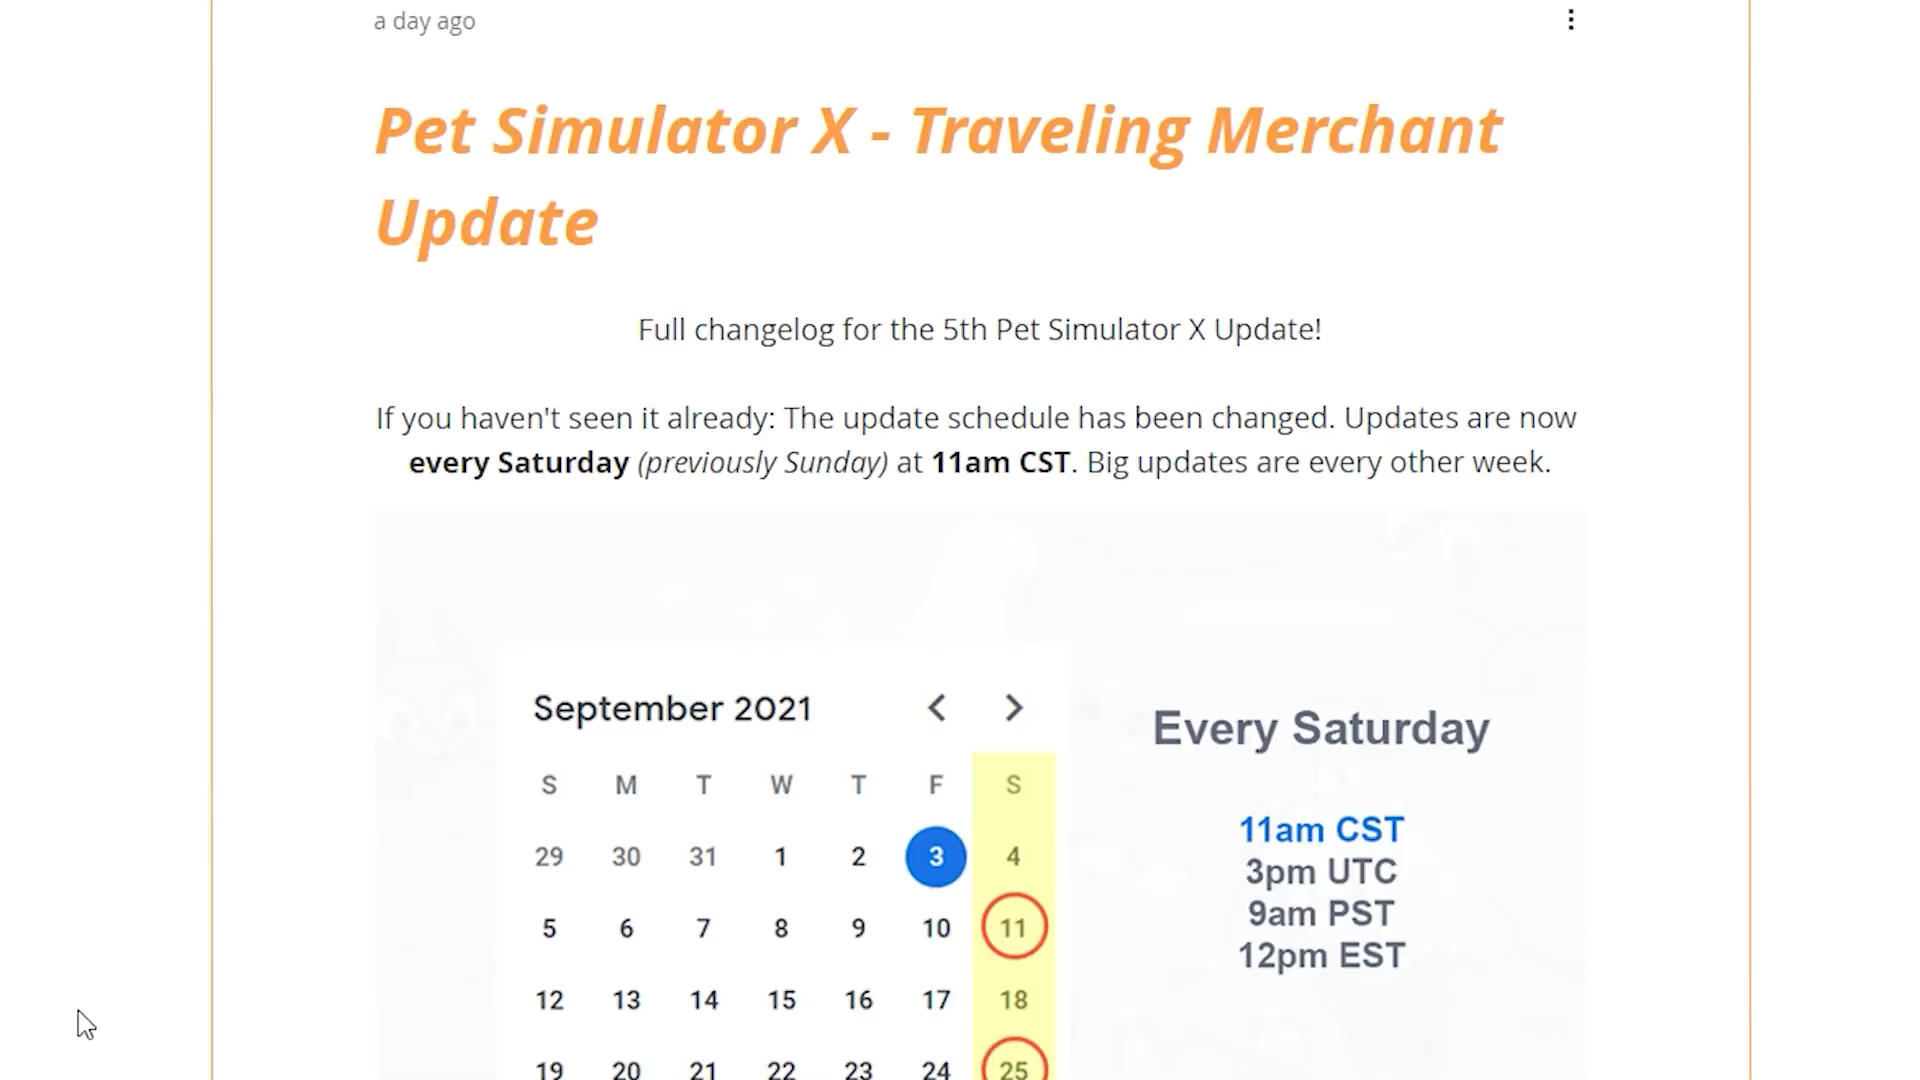 a day ago
Pet Simulator X - Traveling Merchant
Update
Full changelog for the 5th Pet Simulator X Update!
If you haven't seen it already: The update schedule has been changed. Updates are now
every Saturday (previously Sunday) at 11am CST. Big updates are every other week.
September 2021
S M T W T F S
29 30 31 1 2 3 4
5 6 7 8 9 10 11
12 13 14 15 16 17 18
19 20 21 22 23 24 25
Every Saturday
11am CST
3pm UTC
9am PST
12pm EST